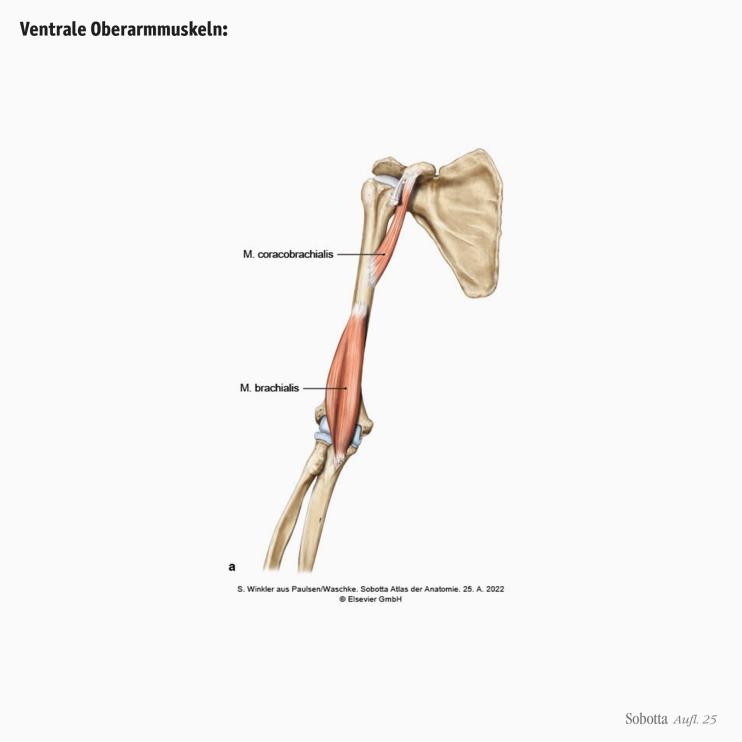 Ventrale Oberarmmuskeln:
M. coracobrachialis
M. brachialis
a
S. Winkler aus Paulsen/Waschke. Sobotta Atlas der Anatomie. 25. A. 2022
© Elsevier GmbH
Sobotta Aufl. 25